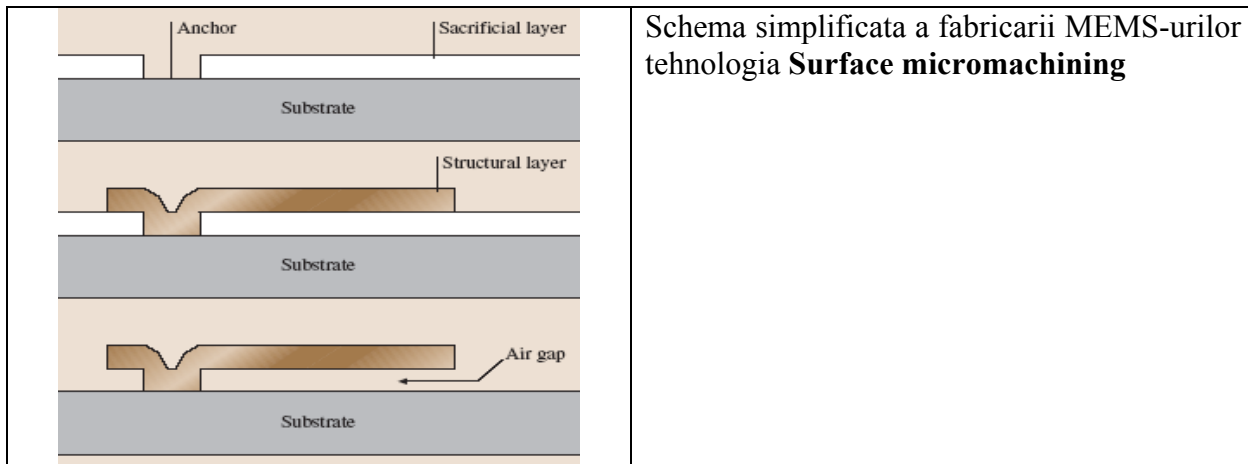 Anchor
Sacrificial layer
Substrate
Structural layer
Substrate
Air gap
Substrate
Schema simplificata a fabricarii MEMS-urilor
tehnologia Surface micromachining